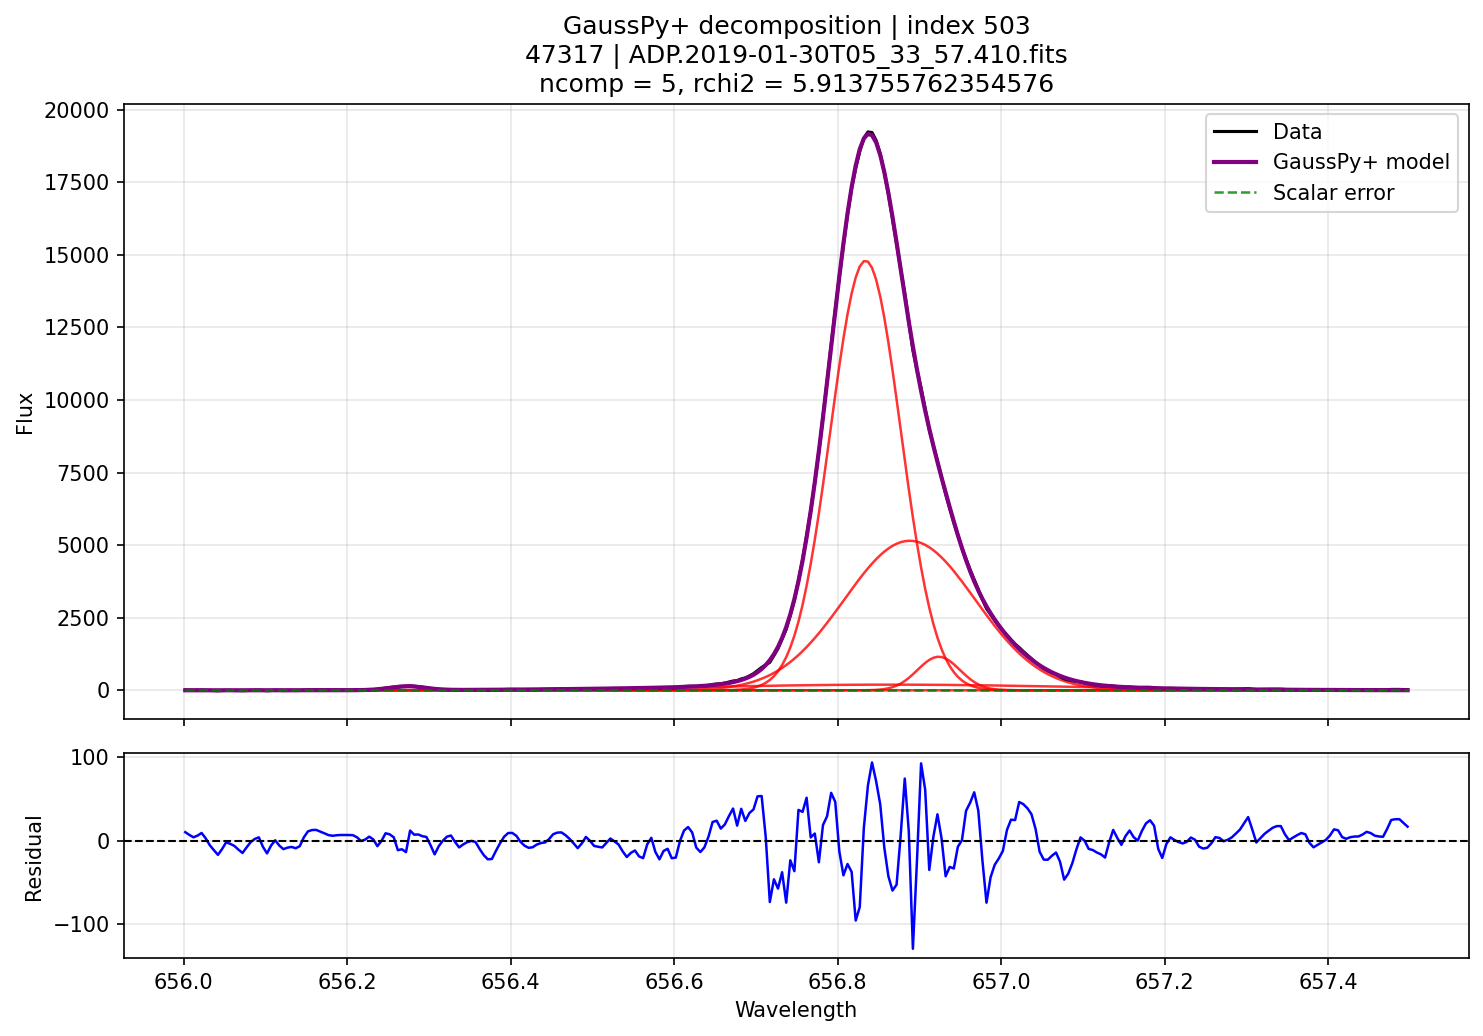 GaussPy+ decomposition | index 503
47317 | ADP.2019-01-30T05_33_57.410.fits
ncomp = 5, rchi2 = 5.913755762354576
20000
17500
15000
12500
10000
7500
5000
2500
0
Flux
Data
GaussPy+ model
Scalar error
100
0
−100
Residual
656.0
656.2
656.4
656.6
656.8
657.0
657.2
657.4
Wavelength